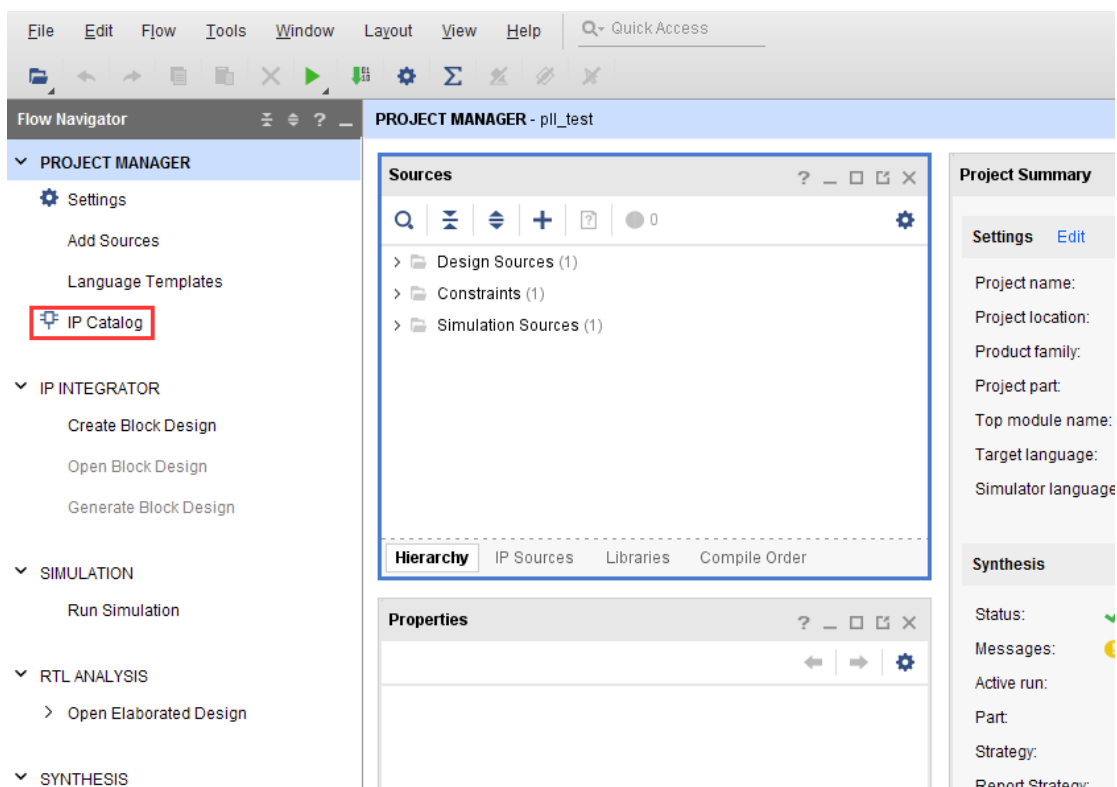 File Edit Flow Tools Window Layout View Help Quick Access
Flow Navigator
PROJECT MANAGER
Settings
Add Sources
Language Templates
IP Catalog
IP INTEGRATOR
Create Block Design
Open Block Design
Generate Block Design
SIMULATION
Run Simulation
RTL ANALYSIS
Open Elaborated Design
SYNTHESIS
PROJECT MANAGER - pll_test
Sources
0
Design Sources (1)
Constraints (1)
Simulation Sources (1)
Hierarchy IP Sources Libraries Compile Order
Properties
Project Summary
Settings Edit
Project name:
Project location:
Product family:
Project part:
Top module name:
Target language:
Simulator language
Synthesis
Status:
Messages:
Active run:
Part:
Strategy:
Report Strategy: